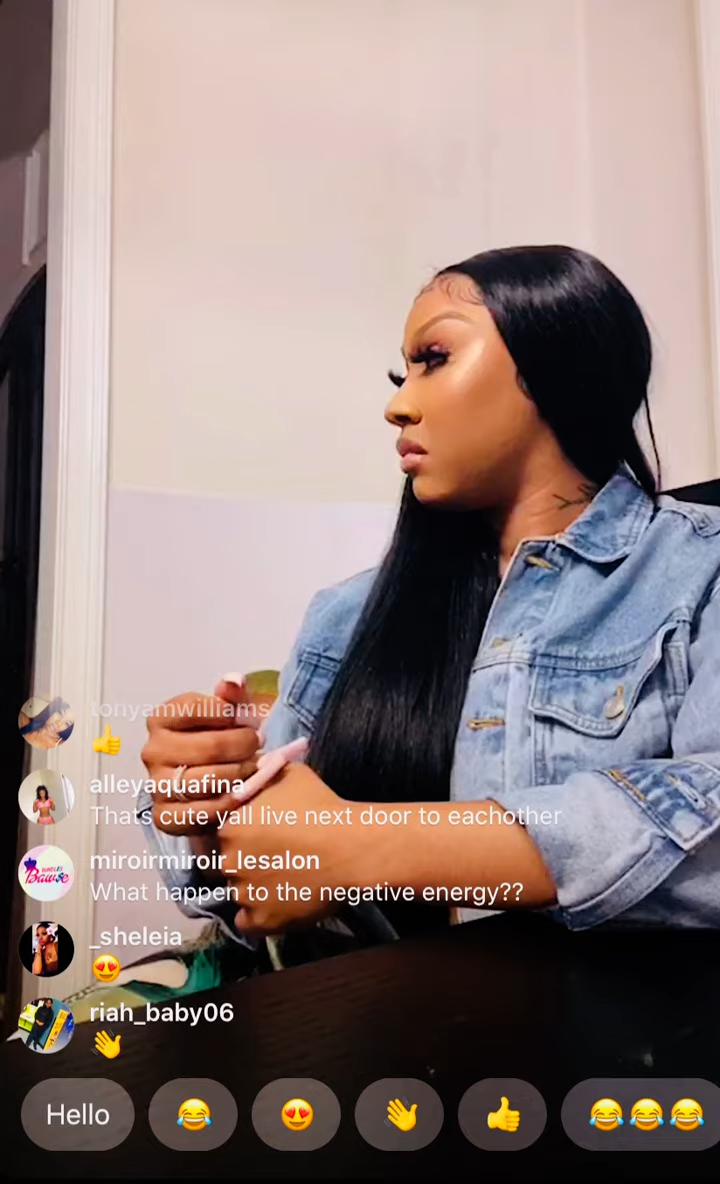 tonyamwilliams
👍
alleyaquafina
Thats cute yall live next door to eachother
miroirmiroir_lesalon
What happen to the negative energy??
_sheleia
😍
riah_baby06
👋
Hello 😂 😍 👋 👍 😂😂😂